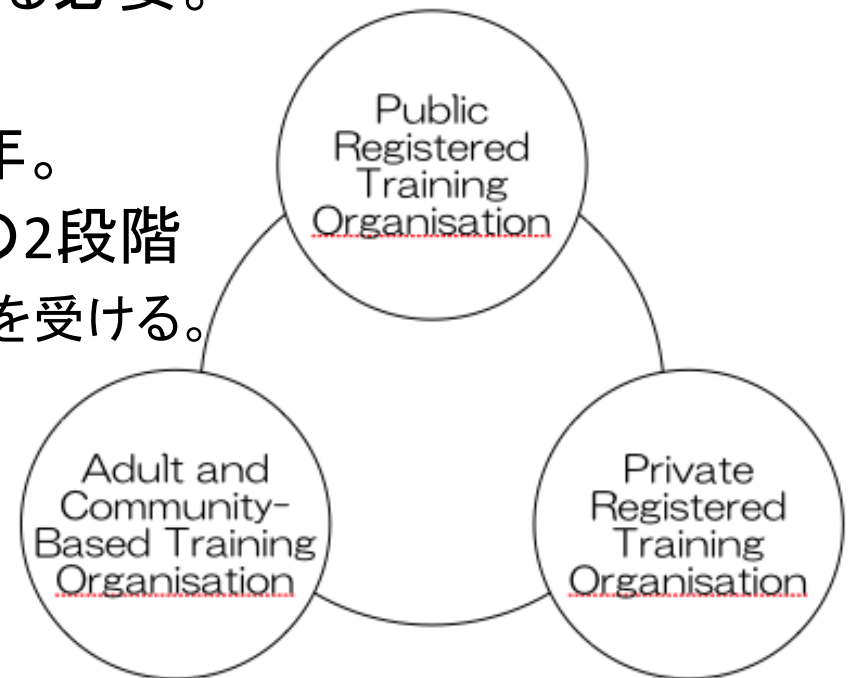 る必要。
年。
の2段階
を受ける。
Public
Registered
Training
Organisation
Adult and
Community-
Based Training
Organisation
Private
Registered
Training
Organisation